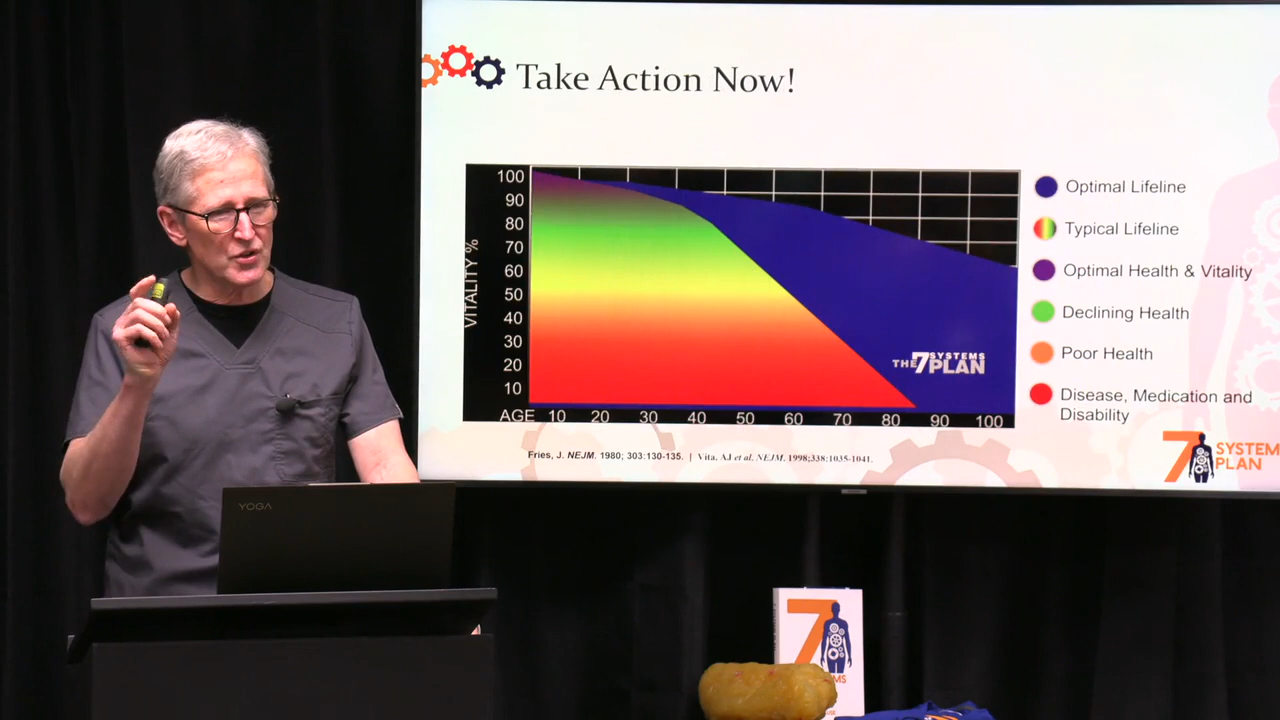 Take Action Now!
100
90
80
70
60
50
40
30
20
10
VITALITY %
AGE 10 20 30 40 50 60 70 80 90 100
THE 7 SYSTEMS PLAN
Optimal Lifeline
Typical Lifeline
Optimal Health & Vitality
Declining Health
Poor Health
Disease, Medication and
Disability
Fries, J. NEJM. 1980; 303:130-135. | Vita. AJ et al. NEJM. 1998;338:1035-1041.
7 SYSTEM
PLAN
YOGA
7